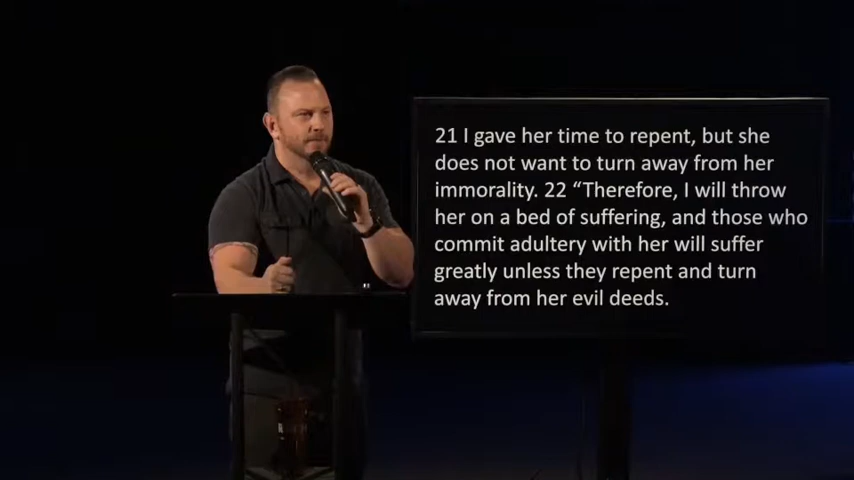 21 I gave her time to repent, but she
does not want to turn away from her
immorality. 22 “Therefore, I will throw
her on a bed of suffering, and those who
commit adultery with her will suffer
greatly unless they repent and turn
away from her evil deeds.